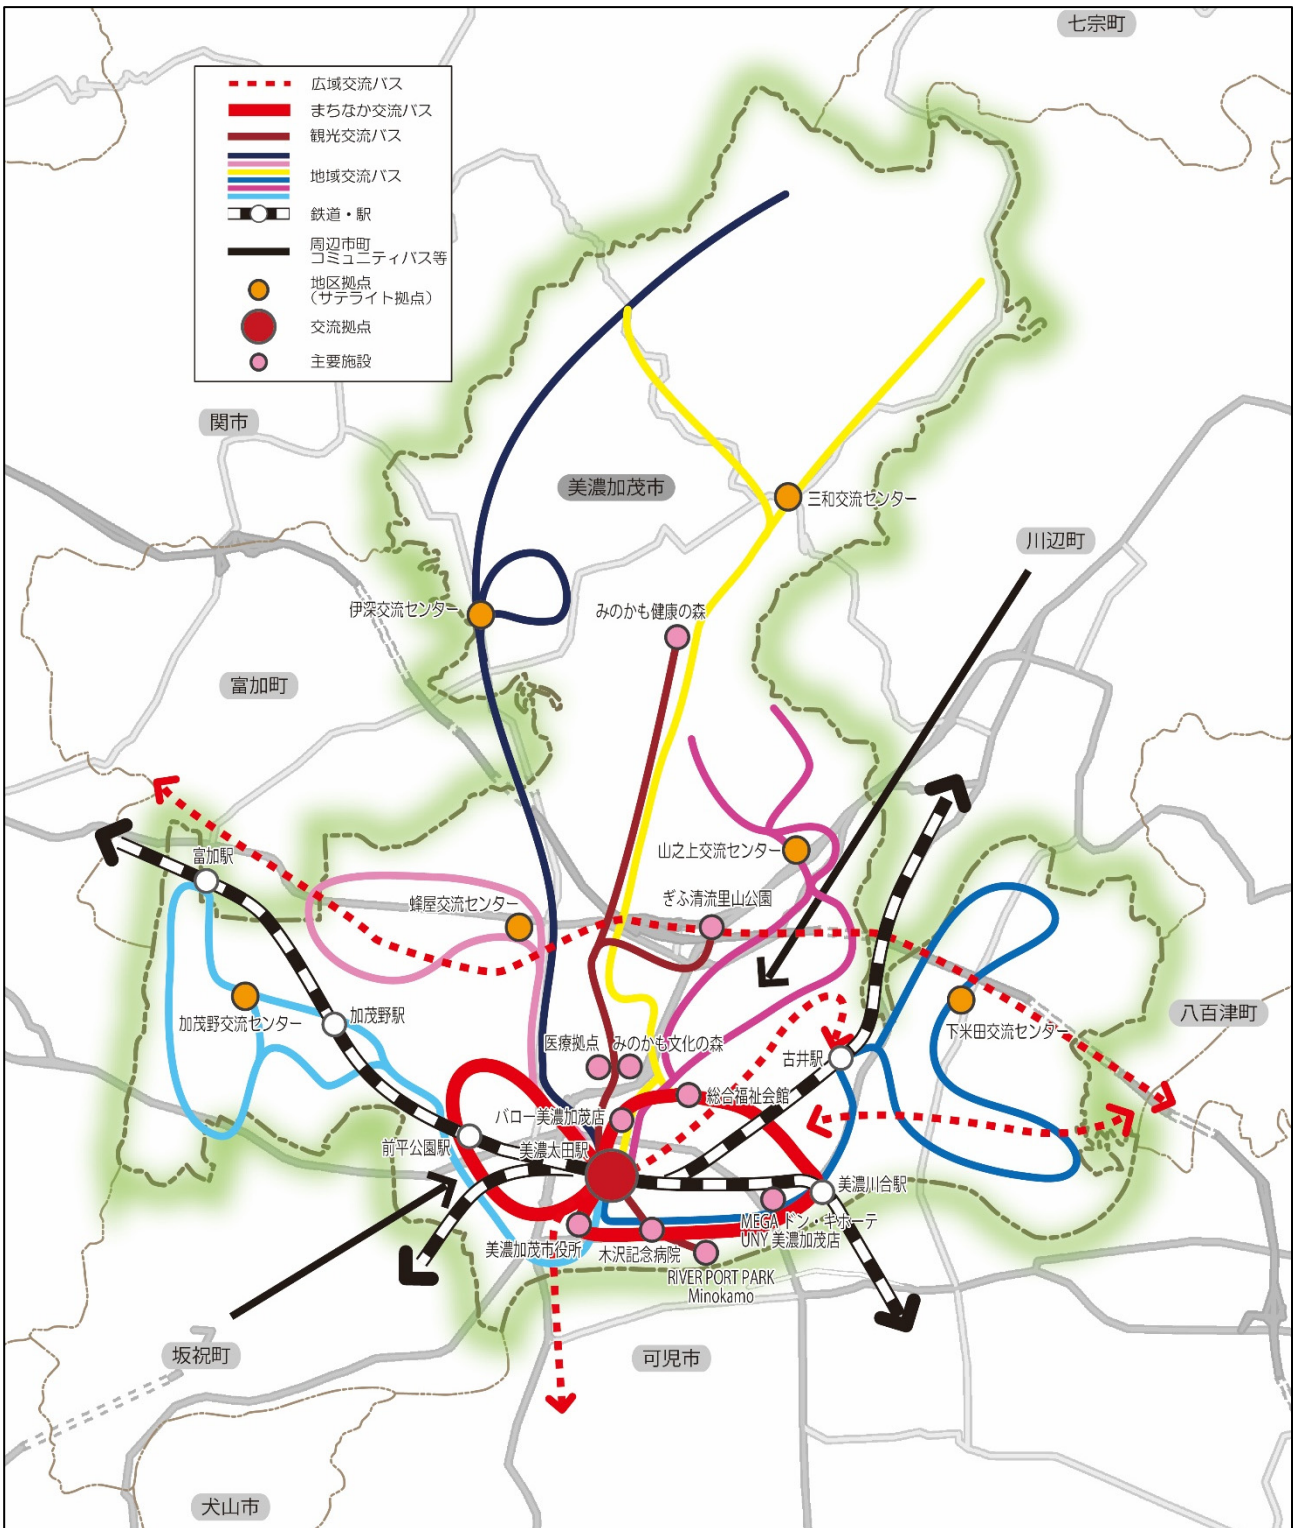 七宗町
広域交流バス
まちなか交流バス
観光交流バス
地域交流バス
鉄道・駅
周辺市町
コミュニティバス等
地区拠点
（サテライト拠点）
交流拠点
主要施設
関市
美濃加茂市
三和交流センター
川辺町
伊深交流センター
みのかも健康の森
富加町
山之上交流センター
富加駅
ぎふ清流里山公園
蜂屋交流センター
加茂野交流センター
加茂野駅
八百津町
下米田交流センター
医療拠点
みのかも文化の森
古井駅
総合福祉会館
バロー美濃加茂店
前平公園駅
美濃太田駅
美濃川合駅
MEGA ドン・キホーテ
UNY 美濃加茂店
美濃加茂市役所
木沢記念病院
RIVER PORT PARK
Minokamo
坂祝町
可児市
犬山市